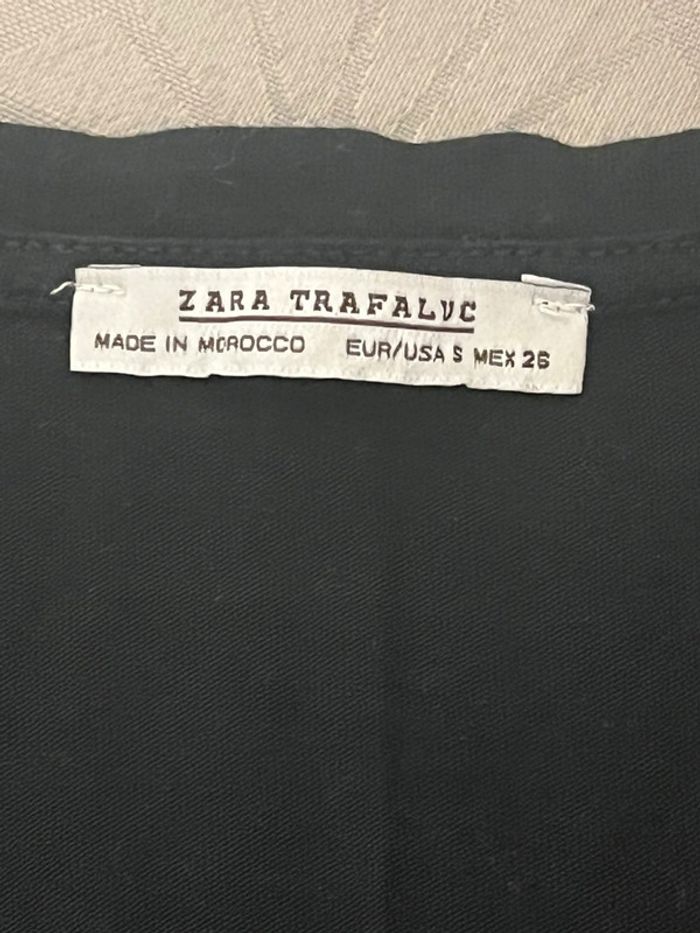 ZARA TRAFALUC
MADE IN MOROCCO EUR/USA S MEX 26